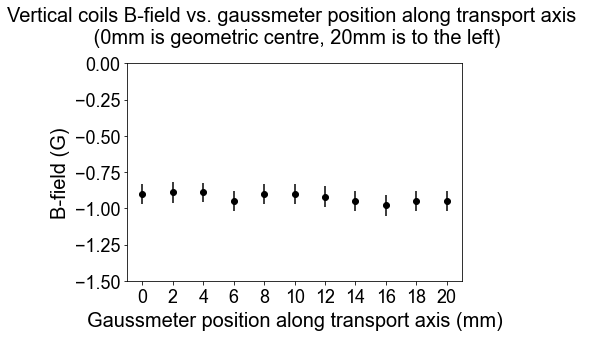 Vertical coils B-field vs. gaussmeter position along transport axis
(0mm is geometric centre, 20mm is to the left)
0.00
−0.25
−0.50
−0.75
−1.00
−1.25
−1.50
B-field (G)
0 2 4 6 8 10 12 14 16 18 20
Gaussmeter position along transport axis (mm)